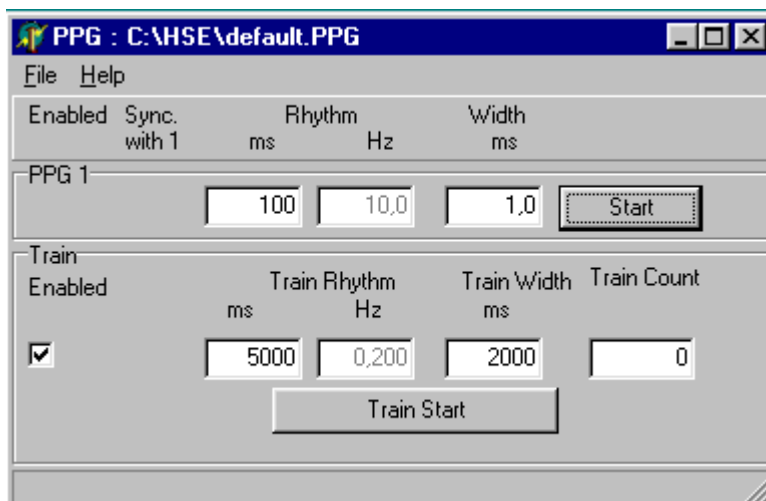 PPG : C:\HSE\default.PPG
File Help
Enabled Sync. with 1 Rhythm ms Hz Width ms
PPG 1
100 10,0 1,0 Start
Train
Enabled Train Rhythm ms Hz Train Width ms Train Count
5000 0,200 2000 0
Train Start